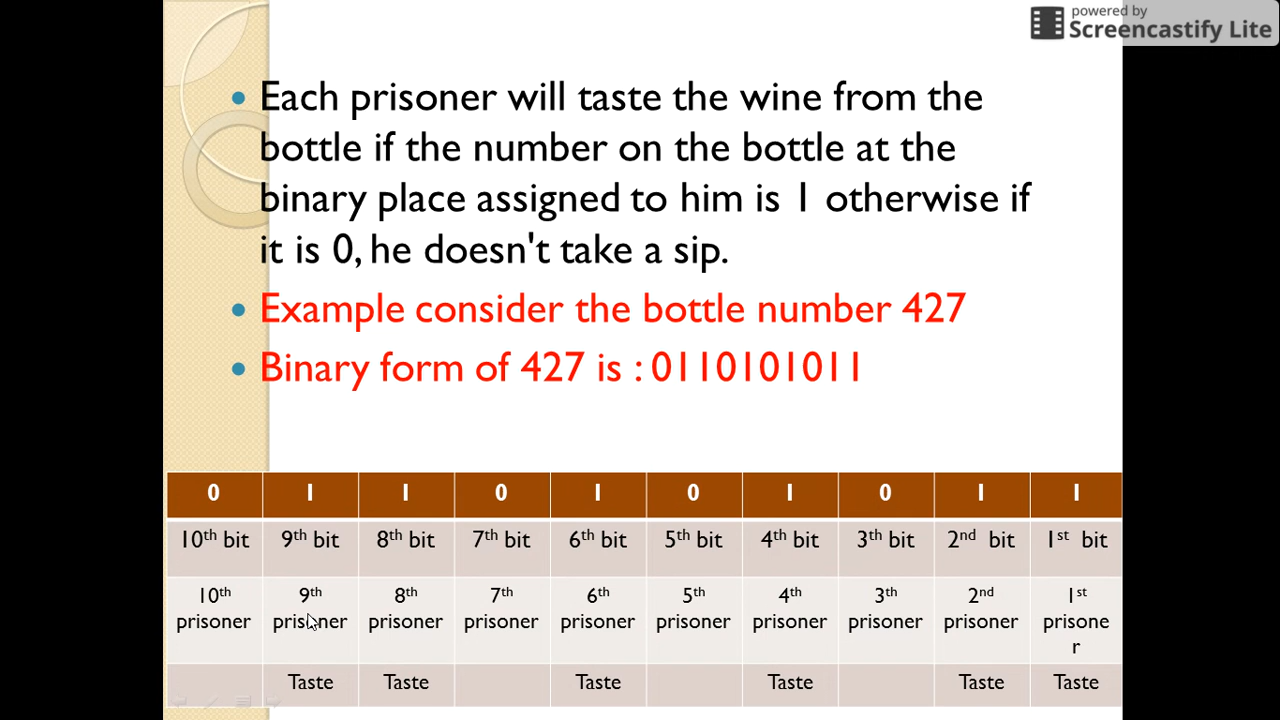 powered by
Screencastify Lite
• Each prisoner will taste the wine from the
bottle if the number on the bottle at the
binary place assigned to him is 1 otherwise if
it is 0, he doesn't take a sip.
• Example consider the bottle number 427
• Binary form of 427 is : 0110101011
0 1 1 0 1 0 1 0 1 1
10th bit 9th bit 8th bit 7th bit 6th bit 5th bit 4th bit 3th bit 2nd bit 1st bit
10th 9th 8th 7th 6th 5th 4th 3th 2nd 1st
prisoner prisoner prisoner prisoner prisoner prisoner prisoner prisoner prisoner prisone
r
Taste Taste Taste Taste Taste Taste